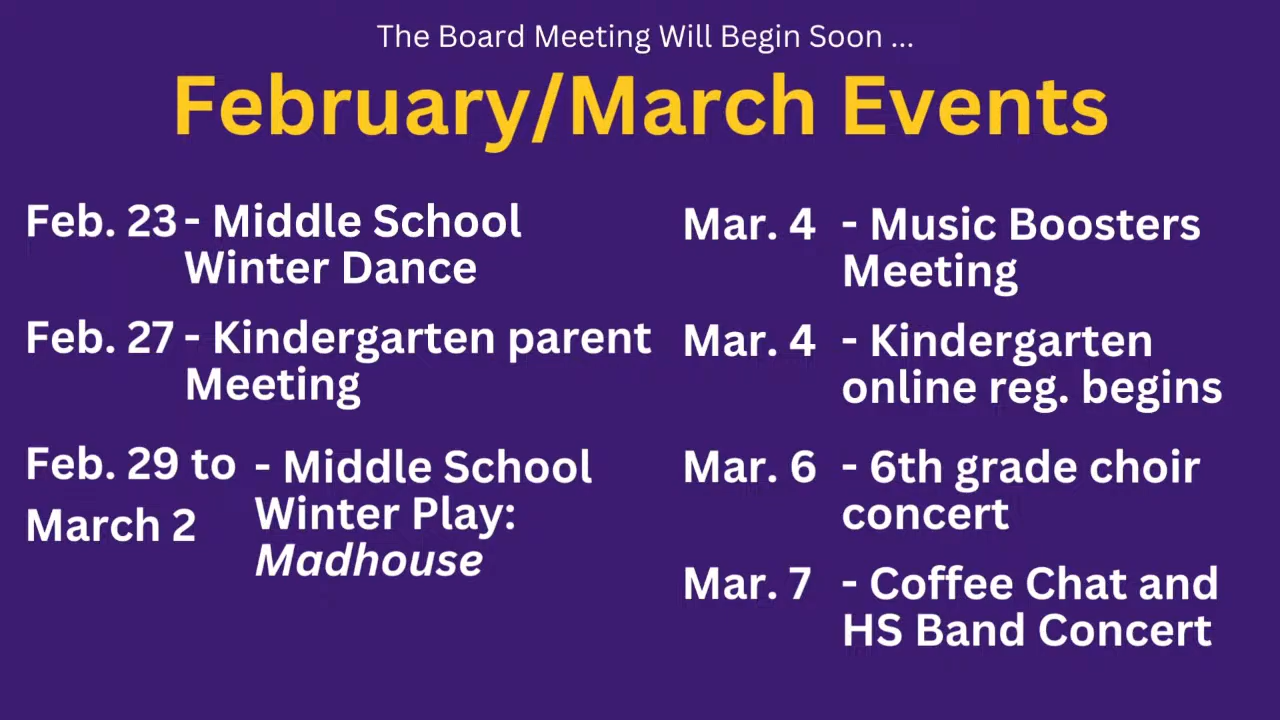 The Board Meeting Will Begin Soon ...
February/March Events
Feb. 23 - Middle School
Winter Dance
Feb. 27 - Kindergarten parent
Meeting
Feb. 29 to - Middle School
March 2 Winter Play:
Madhouse
Mar. 4 - Music Boosters
Meeting
Mar. 4 - Kindergarten
online reg. begins
Mar. 6 - 6th grade choir
concert
Mar. 7 - Coffee Chat and
HS Band Concert